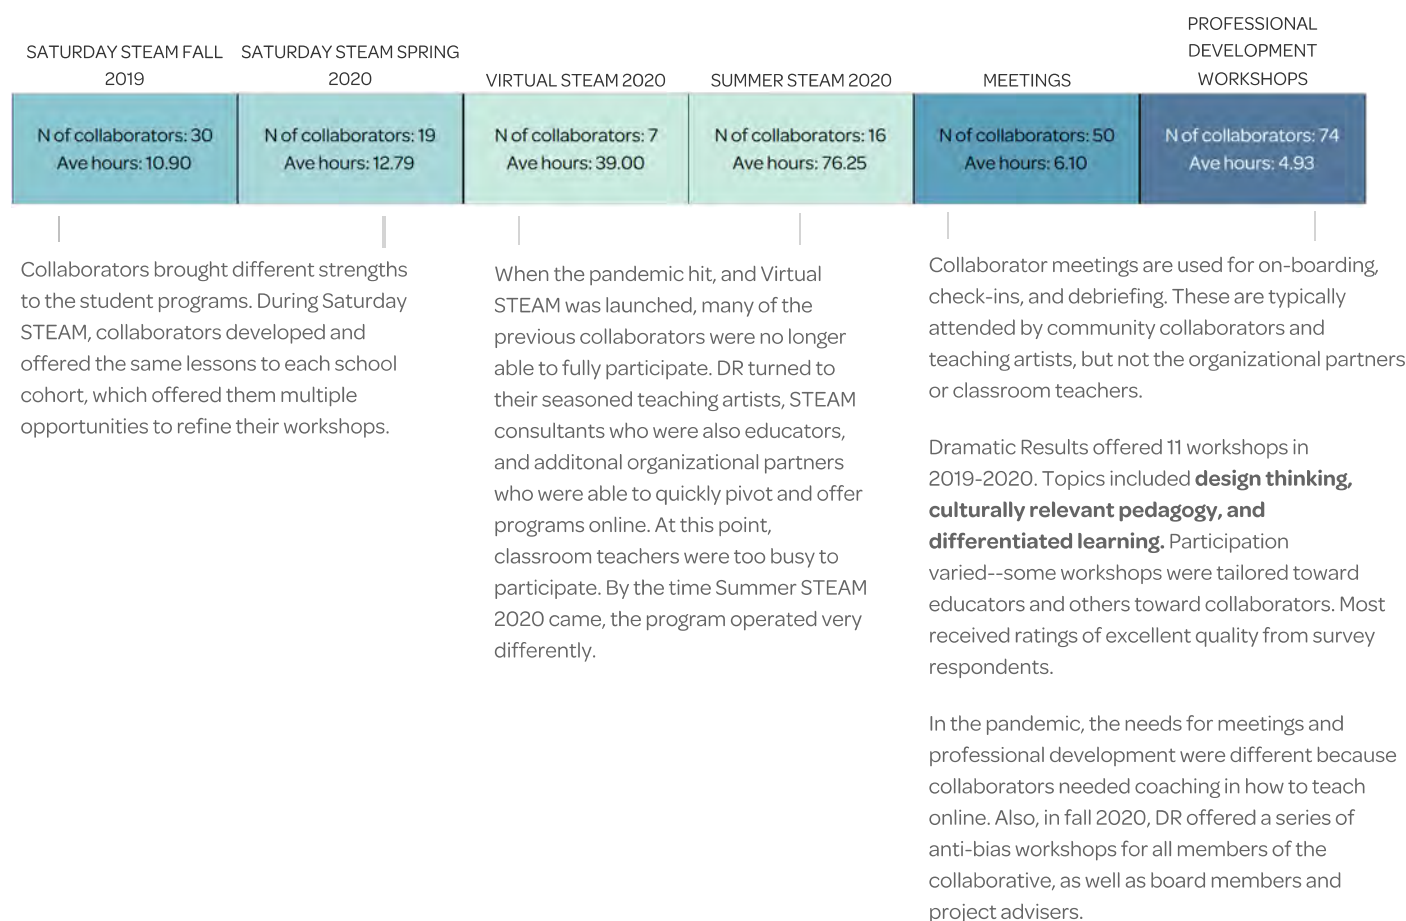 SATURDAY STEAM FALL
2019
SATURDAY STEAM SPRING
2020
VIRTUAL STEAM 2020
SUMMER STEAM 2020
MEETINGS
PROFESSIONAL
DEVELOPMENT
WORKSHOPS
N of collaborators: 30
Ave hours: 10.90
N of collaborators: 19
Ave hours: 12.79
N of collaborators: 7
Ave hours: 39.00
N of collaborators: 16
Ave hours: 76.25
N of collaborators: 50
Ave hours: 6.10
N of collaborators: 74
Ave hours: 4.93
Collaborators brought different strengths
to the student programs. During Saturday
STEAM, collaborators developed and
offered the same lessons to each school
cohort, which offered them multiple
opportunities to refine their workshops.
When the pandemic hit, and Virtual
STEAM was launched, many of the
previous collaborators were no longer
able to fully participate. DR turned to
their seasoned teaching artists, STEAM
consultants who were also educators,
and additonal organizational partners
who were able to quickly pivot and offer
programs online. At this point,
classroom teachers were too busy to
participate. By the time Summer STEAM
2020 came, the program operated very
differently.
Collaborator meetings are used for on-boarding,
check-ins, and debriefing. These are typically
attended by community collaborators and
teaching artists, but not the organizational partners
or classroom teachers.
Dramatic Results offered 11 workshops in
2019-2020. Topics included design thinking,
culturally relevant pedagogy, and
differentiated learning. Participation
varied--some workshops were tailored toward
educators and others toward collaborators. Most
received ratings of excellent quality from survey
respondents.
In the pandemic, the needs for meetings and
professional development were different because
collaborators needed coaching in how to teach
online. Also, in fall 2020, DR offered a series of
anti-bias workshops for all members of the
collaborative, as well as board members and
project advisers.